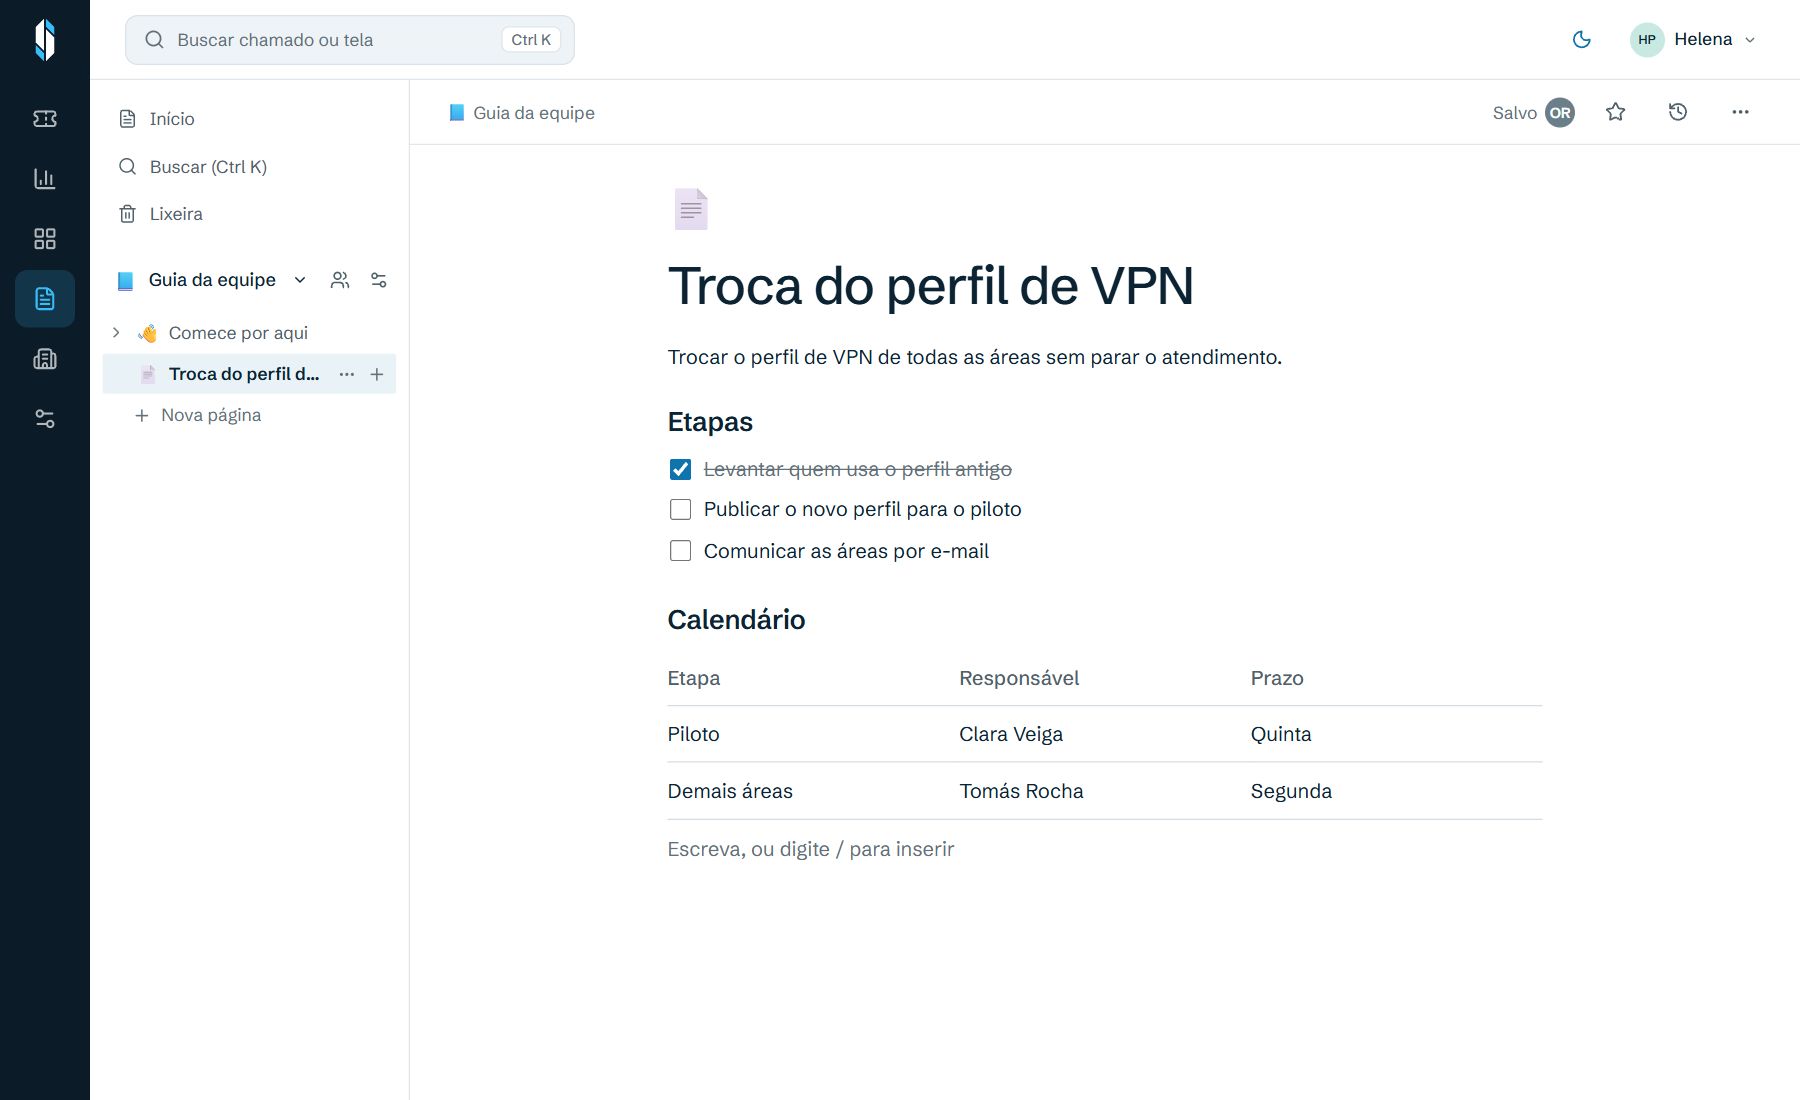 Buscar chamado ou tela
Ctrl K
HP
Helena
Início
Buscar (Ctrl K)
Lixeira
Guia da equipe
Comece por aqui
Troca do perfil d...
Nova página
Guia da equipe
Salvo
OR
Troca do perfil de VPN
Trocar o perfil de VPN de todas as áreas sem parar o atendimento.
Etapas
Levantar quem usa o perfil antigo
Publicar o novo perfil para o piloto
Comunicar as áreas por e-mail
Calendário
Etapa Responsável Prazo
Piloto Clara Veiga Quinta
Demais áreas Tomás Rocha Segunda
Escreva, ou digite / para inserir